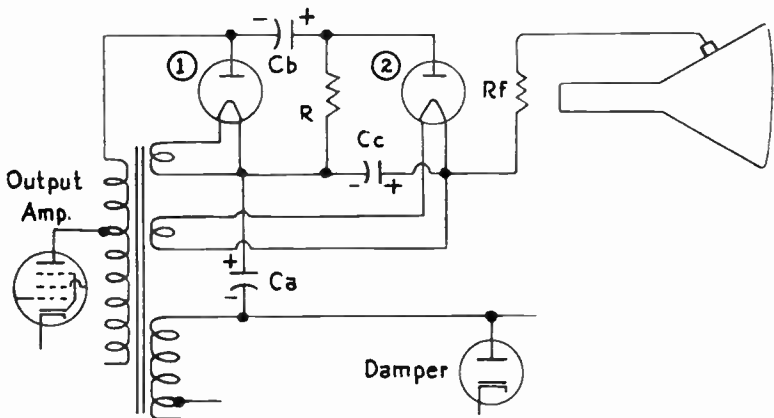 - +
Cb
1
2
R
Rf
Cc
- +
Output
Amp.
+
Ca
-
Damper